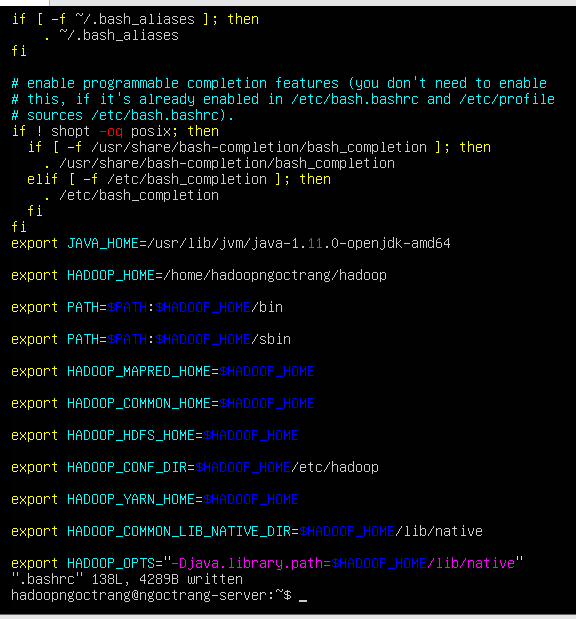 if [ -f ~/.bash_aliases ]; then
    . ~/.bash_aliases
fi

# enable programmable completion features (you don't need to enable
# this, if it's already enabled in /etc/bash.bashrc and /etc/profile
# sources /etc/bash.bashrc).
if ! shopt -oq posix; then
  if [ -f /usr/share/bash-completion/bash_completion ]; then
    . /usr/share/bash-completion/bash_completion
  elif [ -f /etc/bash_completion ]; then
    . /etc/bash_completion
  fi
fi
export JAVA_HOME=/usr/lib/jvm/java-1.11.0-openjdk-amd64

export HADOOP_HOME=/home/hadoopngoctrang/hadoop

export PATH=$PATH:$HADOOP_HOME/bin

export PATH=$PATH:$HADOOP_HOME/sbin

export HADOOP_MAPRED_HOME=$HADOOP_HOME

export HADOOP_COMMON_HOME=$HADOOP_HOME

export HADOOP_HDFS_HOME=$HADOOP_HOME

export HADOOP_CONF_DIR=$HADOOP_HOME/etc/hadoop

export HADOOP_YARN_HOME=$HADOOP_HOME

export HADOOP_COMMON_LIB_NATIVE_DIR=$HADOOP_HOME/lib/native

export HADOOP_OPTS="-Djava.library.path=$HADOOP_HOME/lib/native"
".bashrc" 138L, 4289B written
hadoopngoctrang@ngoctrang-server:~$ _